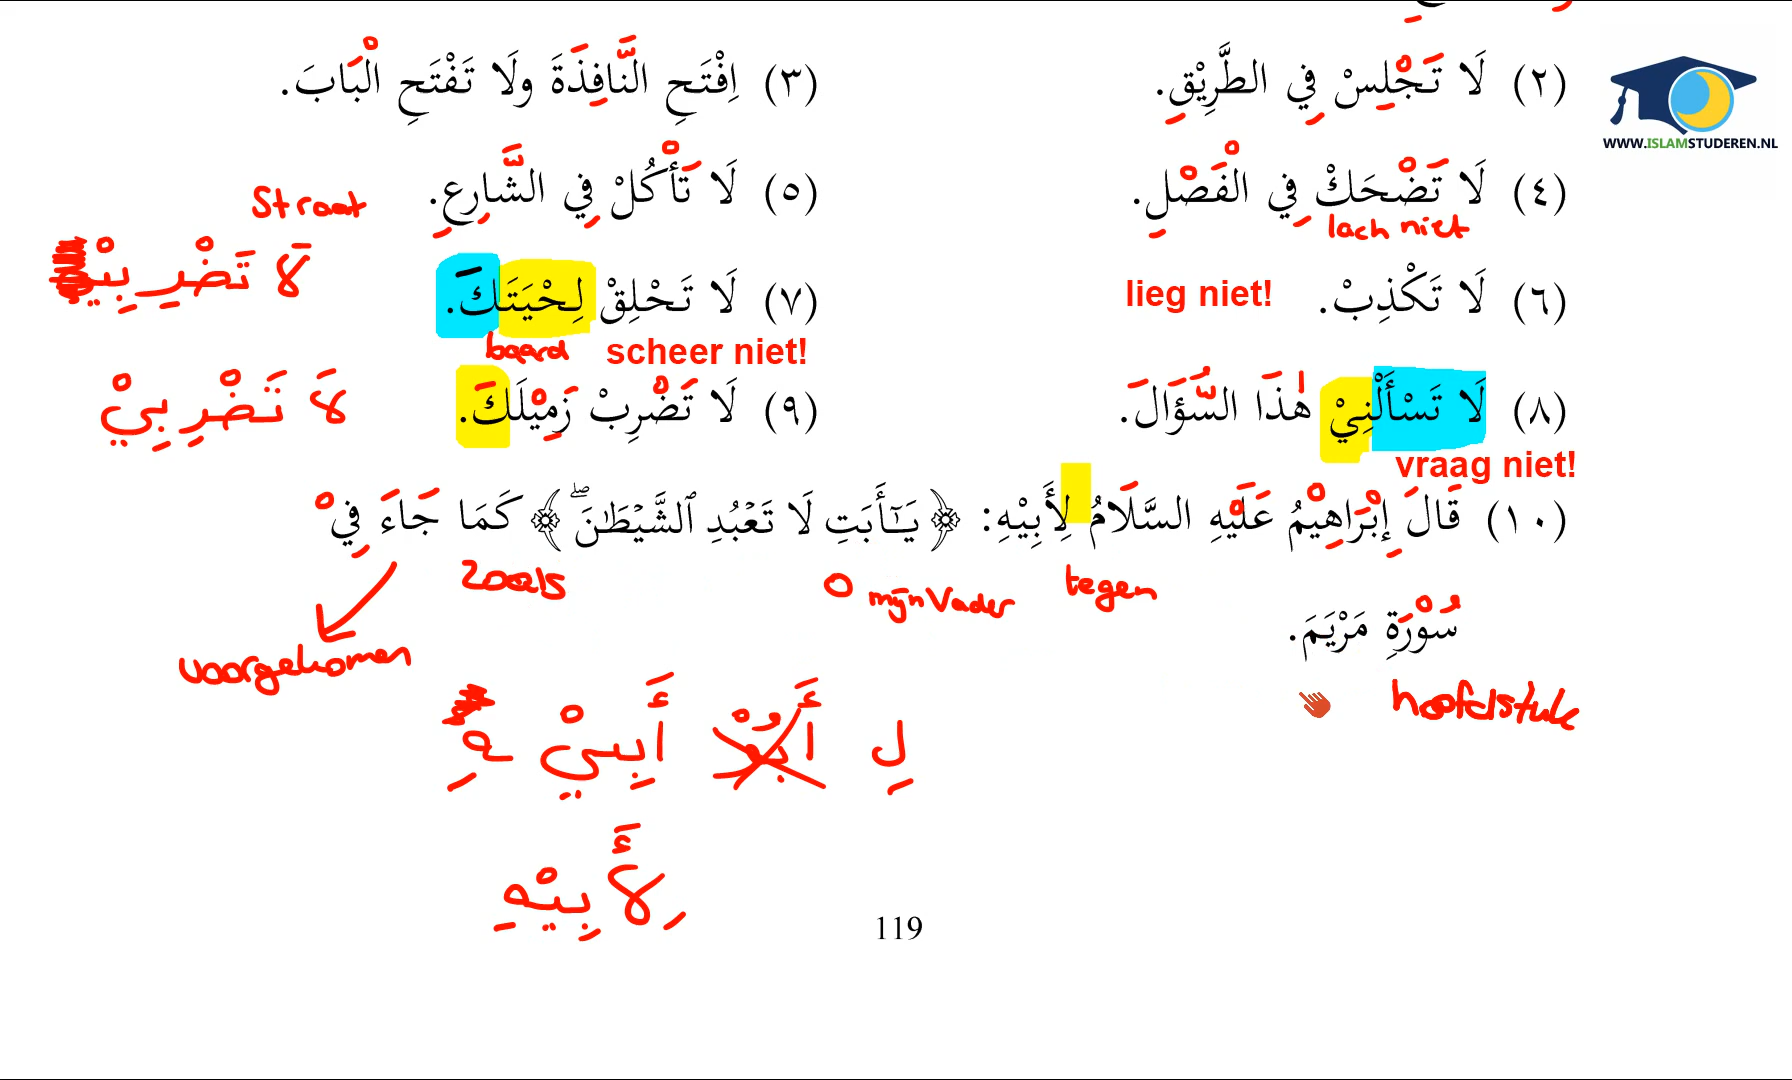 WWW.ISLAMSTUDEREN.NL
(٢) لَا تَجْلِسْ فِي الطَّرِيْقِ.
(٣) اِفْتَحِ النَّافِذَةَ ولَا تَفْتَحِ الْبَابَ.
(٤) لَا تَضْحَكْ فِي الْفَصْلِ.
lach niet
(٥) لَا تَأْكُلْ فِي الشَّارِعِ.
Straat
لَا تَضْرِبِيْ
(٦) لَا تَكْذِبْ.
lieg niet!
(٧) لَا تَحْلِقْ لِحْيَتَكَ.
baard
scheer niet!
(٨) لَا تَسْأَلْنِيْ هٰذَا السُّؤَالَ.
vraag niet!
(٩) لَا تَضْرِبْ زَمِيْلَكَ.
لَا تَضْرِبِيْ
(١٠) قَالَ إِبْرَاهِيْمُ عَلَيْهِ السَّلَامُ لِأَبِيْهِ: ﴿يَـٰٓأَبَتِ لَا تَعْبُدِ ٱلشَّيْطَـٰنَ ۖ﴾ كَمَا جَاءَ فِيْ
tegen
O mijn Vader
zoals
voorgekomen
سُوْرَةِ مَرْيَمَ.
hoofdstuk
لِ أَبُوْ أَبِيْ هِ
لِأَبِيْهِ
119